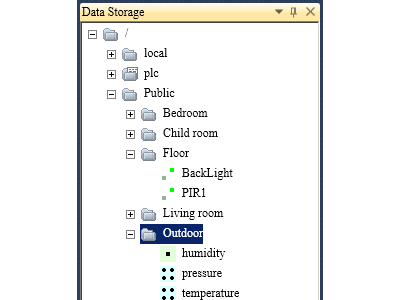 Data Storage
/
local
plc
Public
Bedroom
Child room
Floor
BackLight
PIR1
Living room
Outdoor
humidity
pressure
temperature